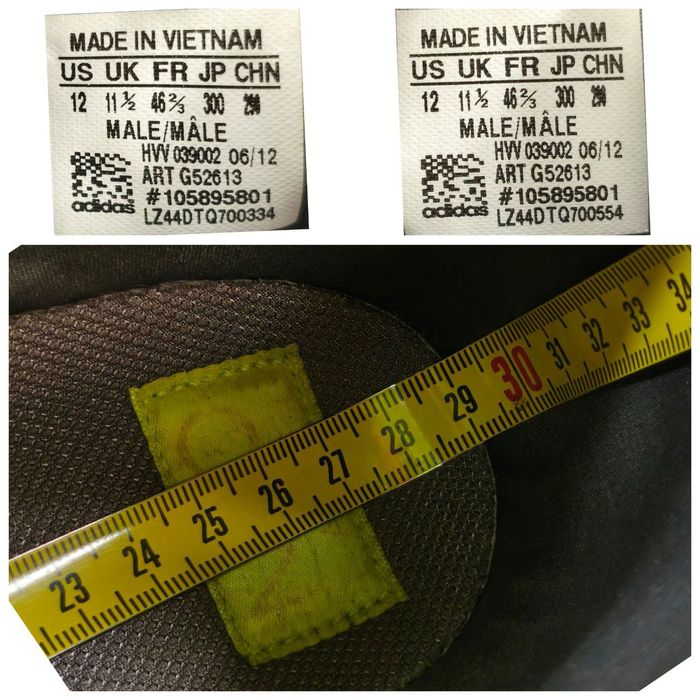 MADE IN VIETNAM
US UK FR JP CHN
12 11½ 46⅔ 300
MALE/MÂLE
HVV 039002 06/12
ART G52613
#105895801
adidas LZ44DTQ700334
MADE IN VIETNAM
US UK FR JP CHN
12 11½ 46⅔ 300
MALE/MÂLE
HVV 039002 06/12
ART G52613
#105895801
adidas LZ44DTQ700554
23 24 25 26 27 28 29 30 31 32 33 34